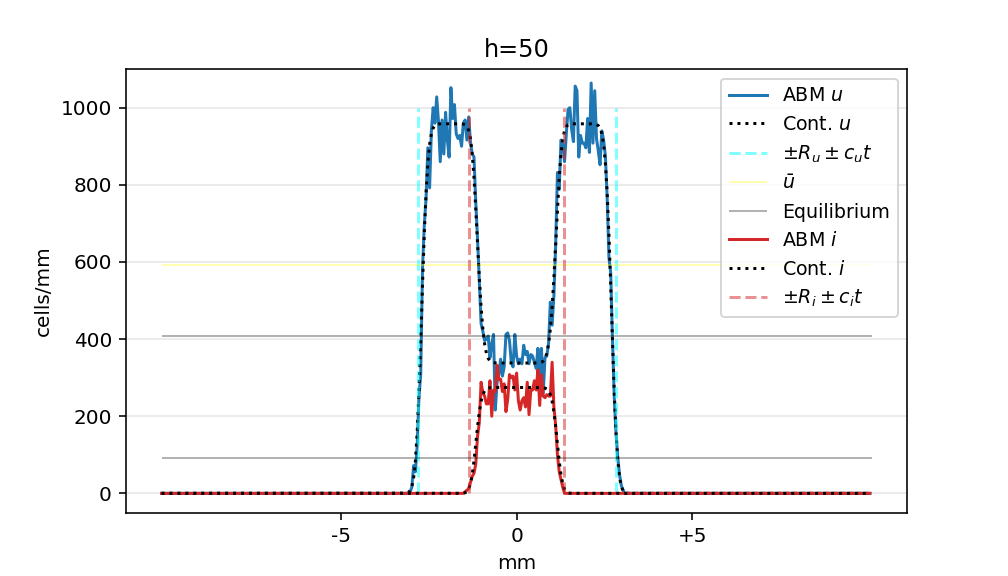 h=50
cells/mm
1000
800
600
400
200
0
-5
0
+5
mm
ABM u
Cont. u
±R_u ± c_u t
ū
Equilibrium
ABM i
Cont. i
±R_i ± c_i t